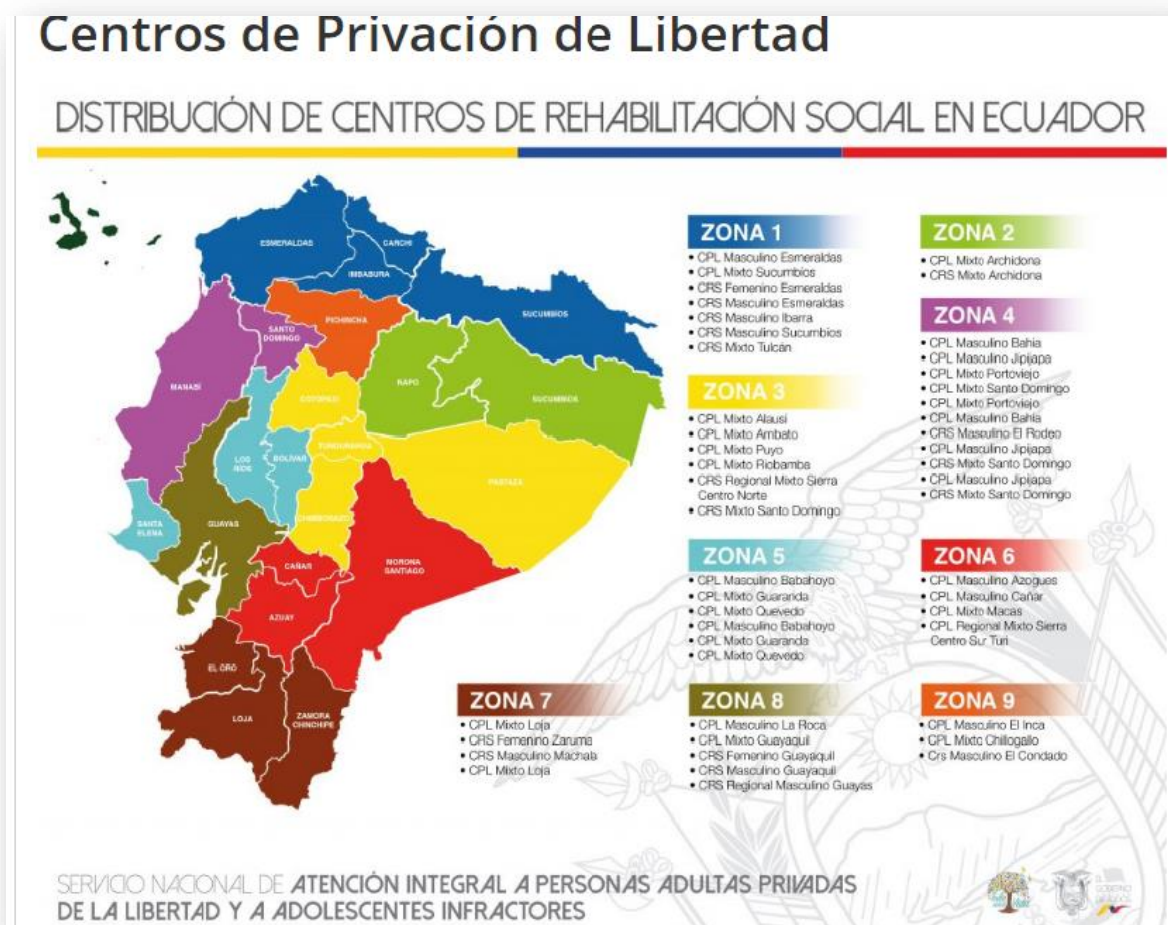 Centros de Privación de Libertad
DISTRIBUCIÓN DE CENTROS DE REHABILITACIÓN SOCIAL EN ECUADOR
ESMERALDAS
CARCHI
IMBABURA
SUCUMBIOS
PICHINCHA
SANTO
DOMINGO
MANABÍ
NAPO
SUCUMBIOS
COTOPAXI
TUNGURAHUA
LOS
RIOS
BOLÍVAR
PASTAZA
CHIMBORAZO
SANTA
ELENA
GUAYAS
CAÑAR
MORONA
SANTIAGO
AZUAY
EL ORO
LOJA
ZAMORA
CHINCHIPE
ZONA 1
• CPL Masculino Esmeraldas
• CPL Mixto Sucumbios
• CRS Femenino Esmeraldas
• CRS Masculino Esmeraldas
• CRS Masculino Ibarra
• CRS Masculino Sucumbios
• CRS Mixto Tulcán
ZONA 2
• CPL Mixto Archidona
• CRS Mixto Archidona
ZONA 3
• CPL Mixto Alausí
• CPL Mixto Ambato
• CPL Mixto Puyo
• CPL Mixto Riobamba
• CRS Regional Mixto Sierra
Centro Norte
• CRS Mixto Santo Domingo
ZONA 4
• CPL Masculino Bahía
• CPL Masculino Jipijapa
• CPL Mixto Portoviejo
• CPL Mixto Santo Domingo
• CPL Mixto Portoviejo
• CPL Masculino Bahía
• CRS Masculino El Rodeo
• CPL Masculino Jipijapa
• CRS Mixto Santo Domingo
• CPL Masculino Jipijapa
• CRS Mixto Santo Domingo
ZONA 5
• CPL Masculino Babahoyo
• CPL Mixto Guaranda
• CPL Mixto Quevedo
• CPL Masculino Babahoyo
• CPL Mixto Guaranda
• CPL Mixto Quevedo
ZONA 6
• CPL Masculino Azogues
• CPL Masculino Cañar
• CPL Mixto Macas
• CPL Regional Mixto Sierra
Centro Sur Turi
ZONA 7
• CPL Mixto Loja
• CRS Femenino Zaruma
• CRS Masculino Machala
• CPL Mixto Loja
ZONA 8
• CPL Masculino La Roca
• CPL Mixto Guayaquil
• CRS Femenino Guayaquil
• CRS Masculino Guayaquil
• CRS Regional Masculino Guayas
ZONA 9
• CPL Masculino El Inca
• CPL Mixto Chillogallo
• Crs Masculino El Condado
SERVICIO NACIONAL DE ATENCIÓN INTEGRAL A PERSONAS ADULTAS PRIVADAS
DE LA LIBERTAD Y A ADOLESCENTES INFRACTORES